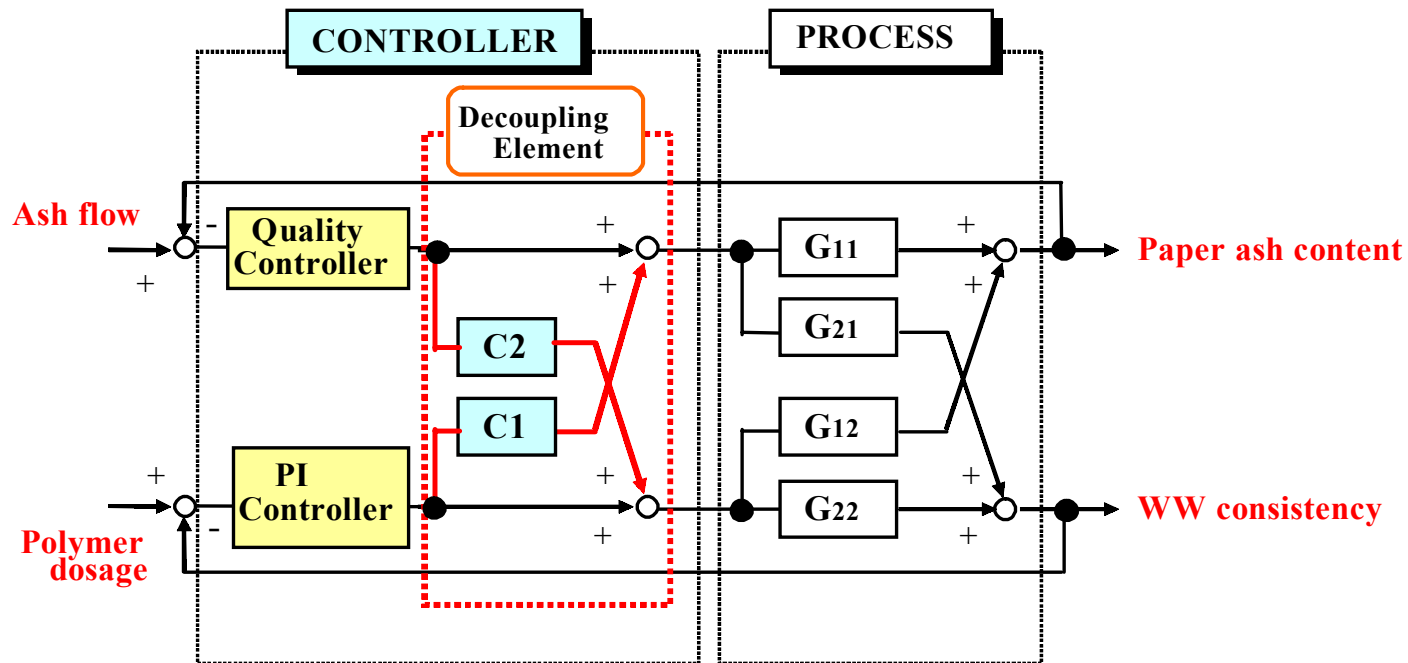 CONTROLLER
PROCESS
Decoupling
Element
Ash flow
+
-
Quality
Controller
+
+
G11
+
+
Paper ash content
G21
C2
C1
G12
+
-
PI
Controller
+
+
G22
+
+
WW consistency
Polymer
dosage